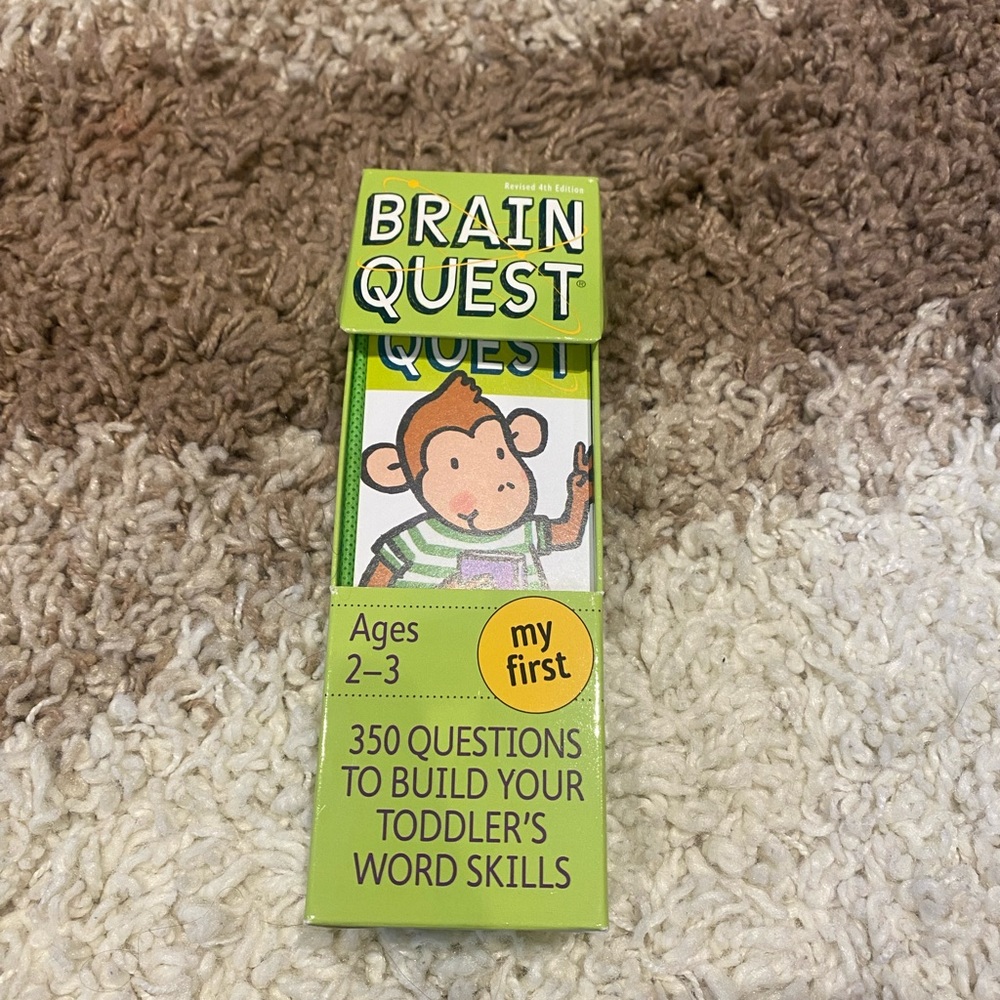 Revised 4th Edition
BRAIN
QUEST®
QUEST
Ages
2–3
my
first
350 QUESTIONS
TO BUILD YOUR
TODDLER'S
WORD SKILLS